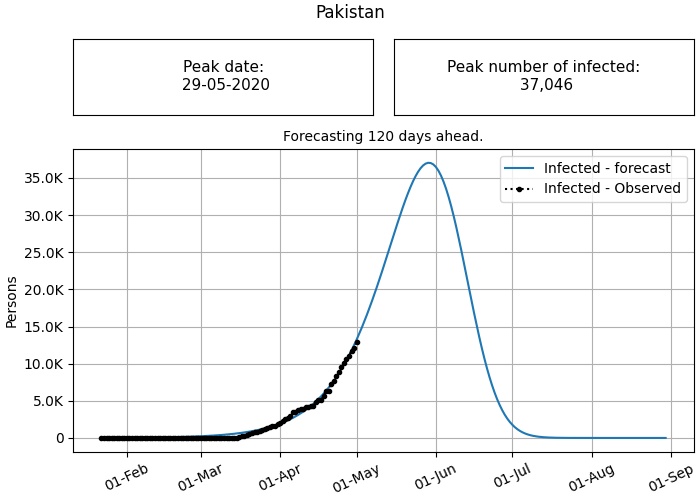 Pakistan
Peak date:
29-05-2020
Peak number of infected:
37,046
Forecasting 120 days ahead.
Infected - forecast
Infected - Observed
35.0K
30.0K
25.0K
20.0K
15.0K
10.0K
5.0K
0
Persons
01-Feb
01-Mar
01-Apr
01-May
01-Jun
01-Jul
01-Aug
01-Sep